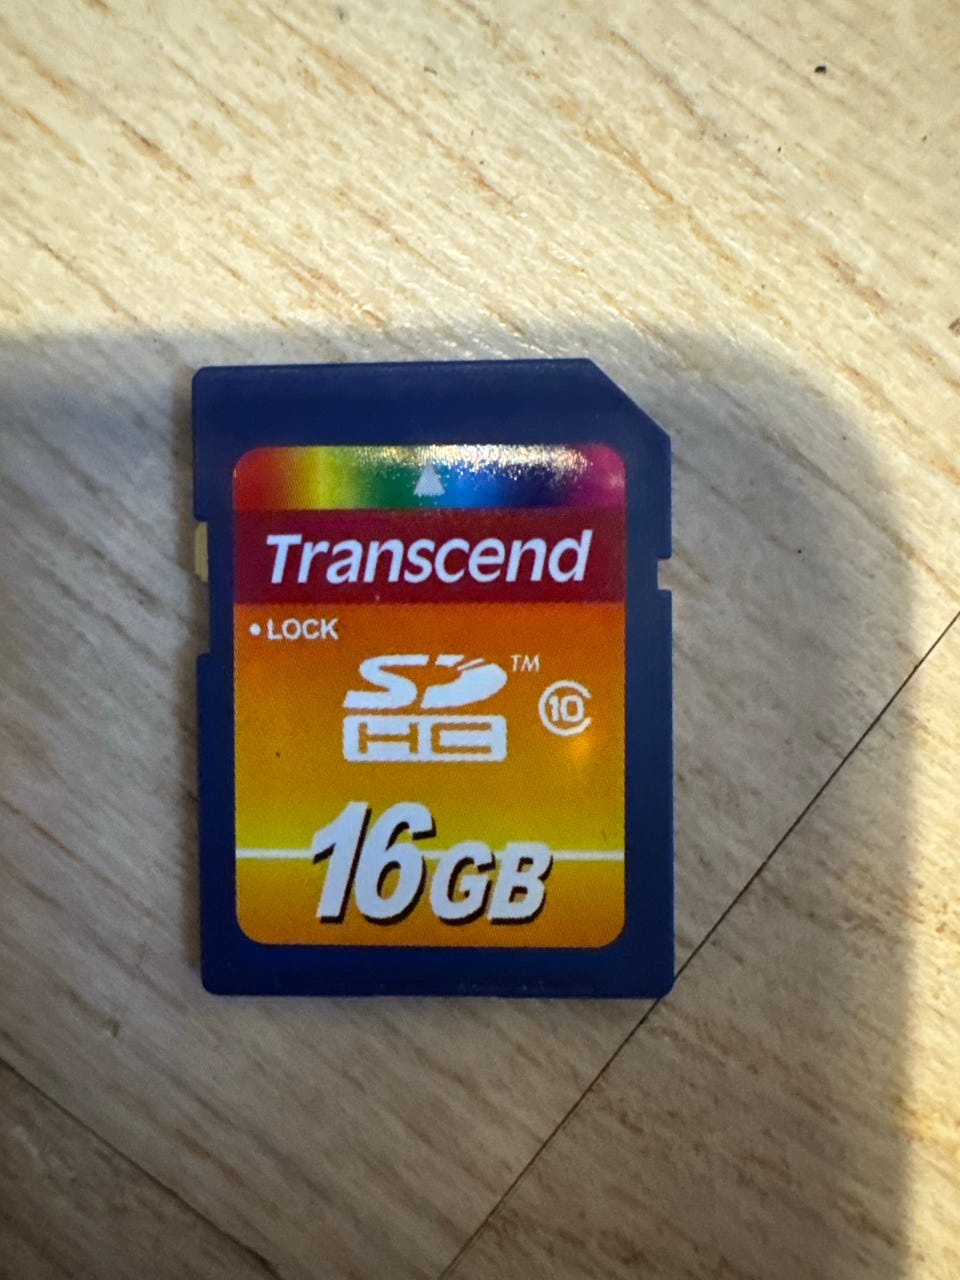 Transcend
• LOCK
SD™
HC
10
16GB